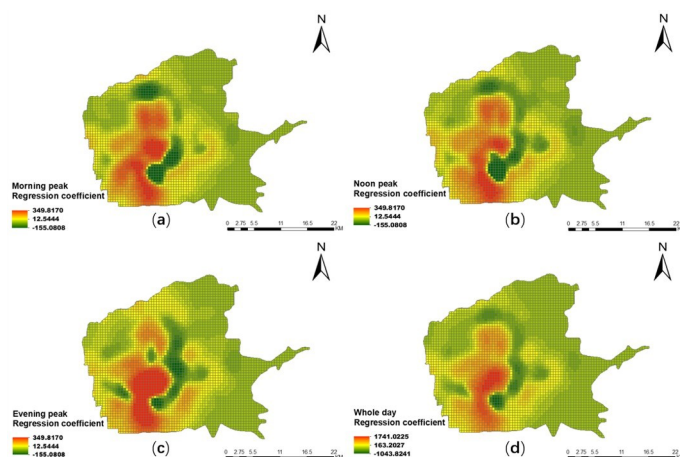 N
Morning peak
Regression coefficient
349.8170
12.5444
-155.0808
(a)
0 2.75 5.5 11 16.5 22
KM
N
Noon peak
Regression coefficient
349.8170
12.5444
-155.0808
(b)
0 2.75 5.5 11 16.5 22
KM
N
Evening peak
Regression coefficient
349.8170
12.5444
-155.0808
(c)
0 2.75 5.5 11 16.5 22
KM
N
Whole day
Regression coefficient
1741.0225
163.2027
-1043.8241
(d)
0 2.75 5.5 11 16.5 22
KM